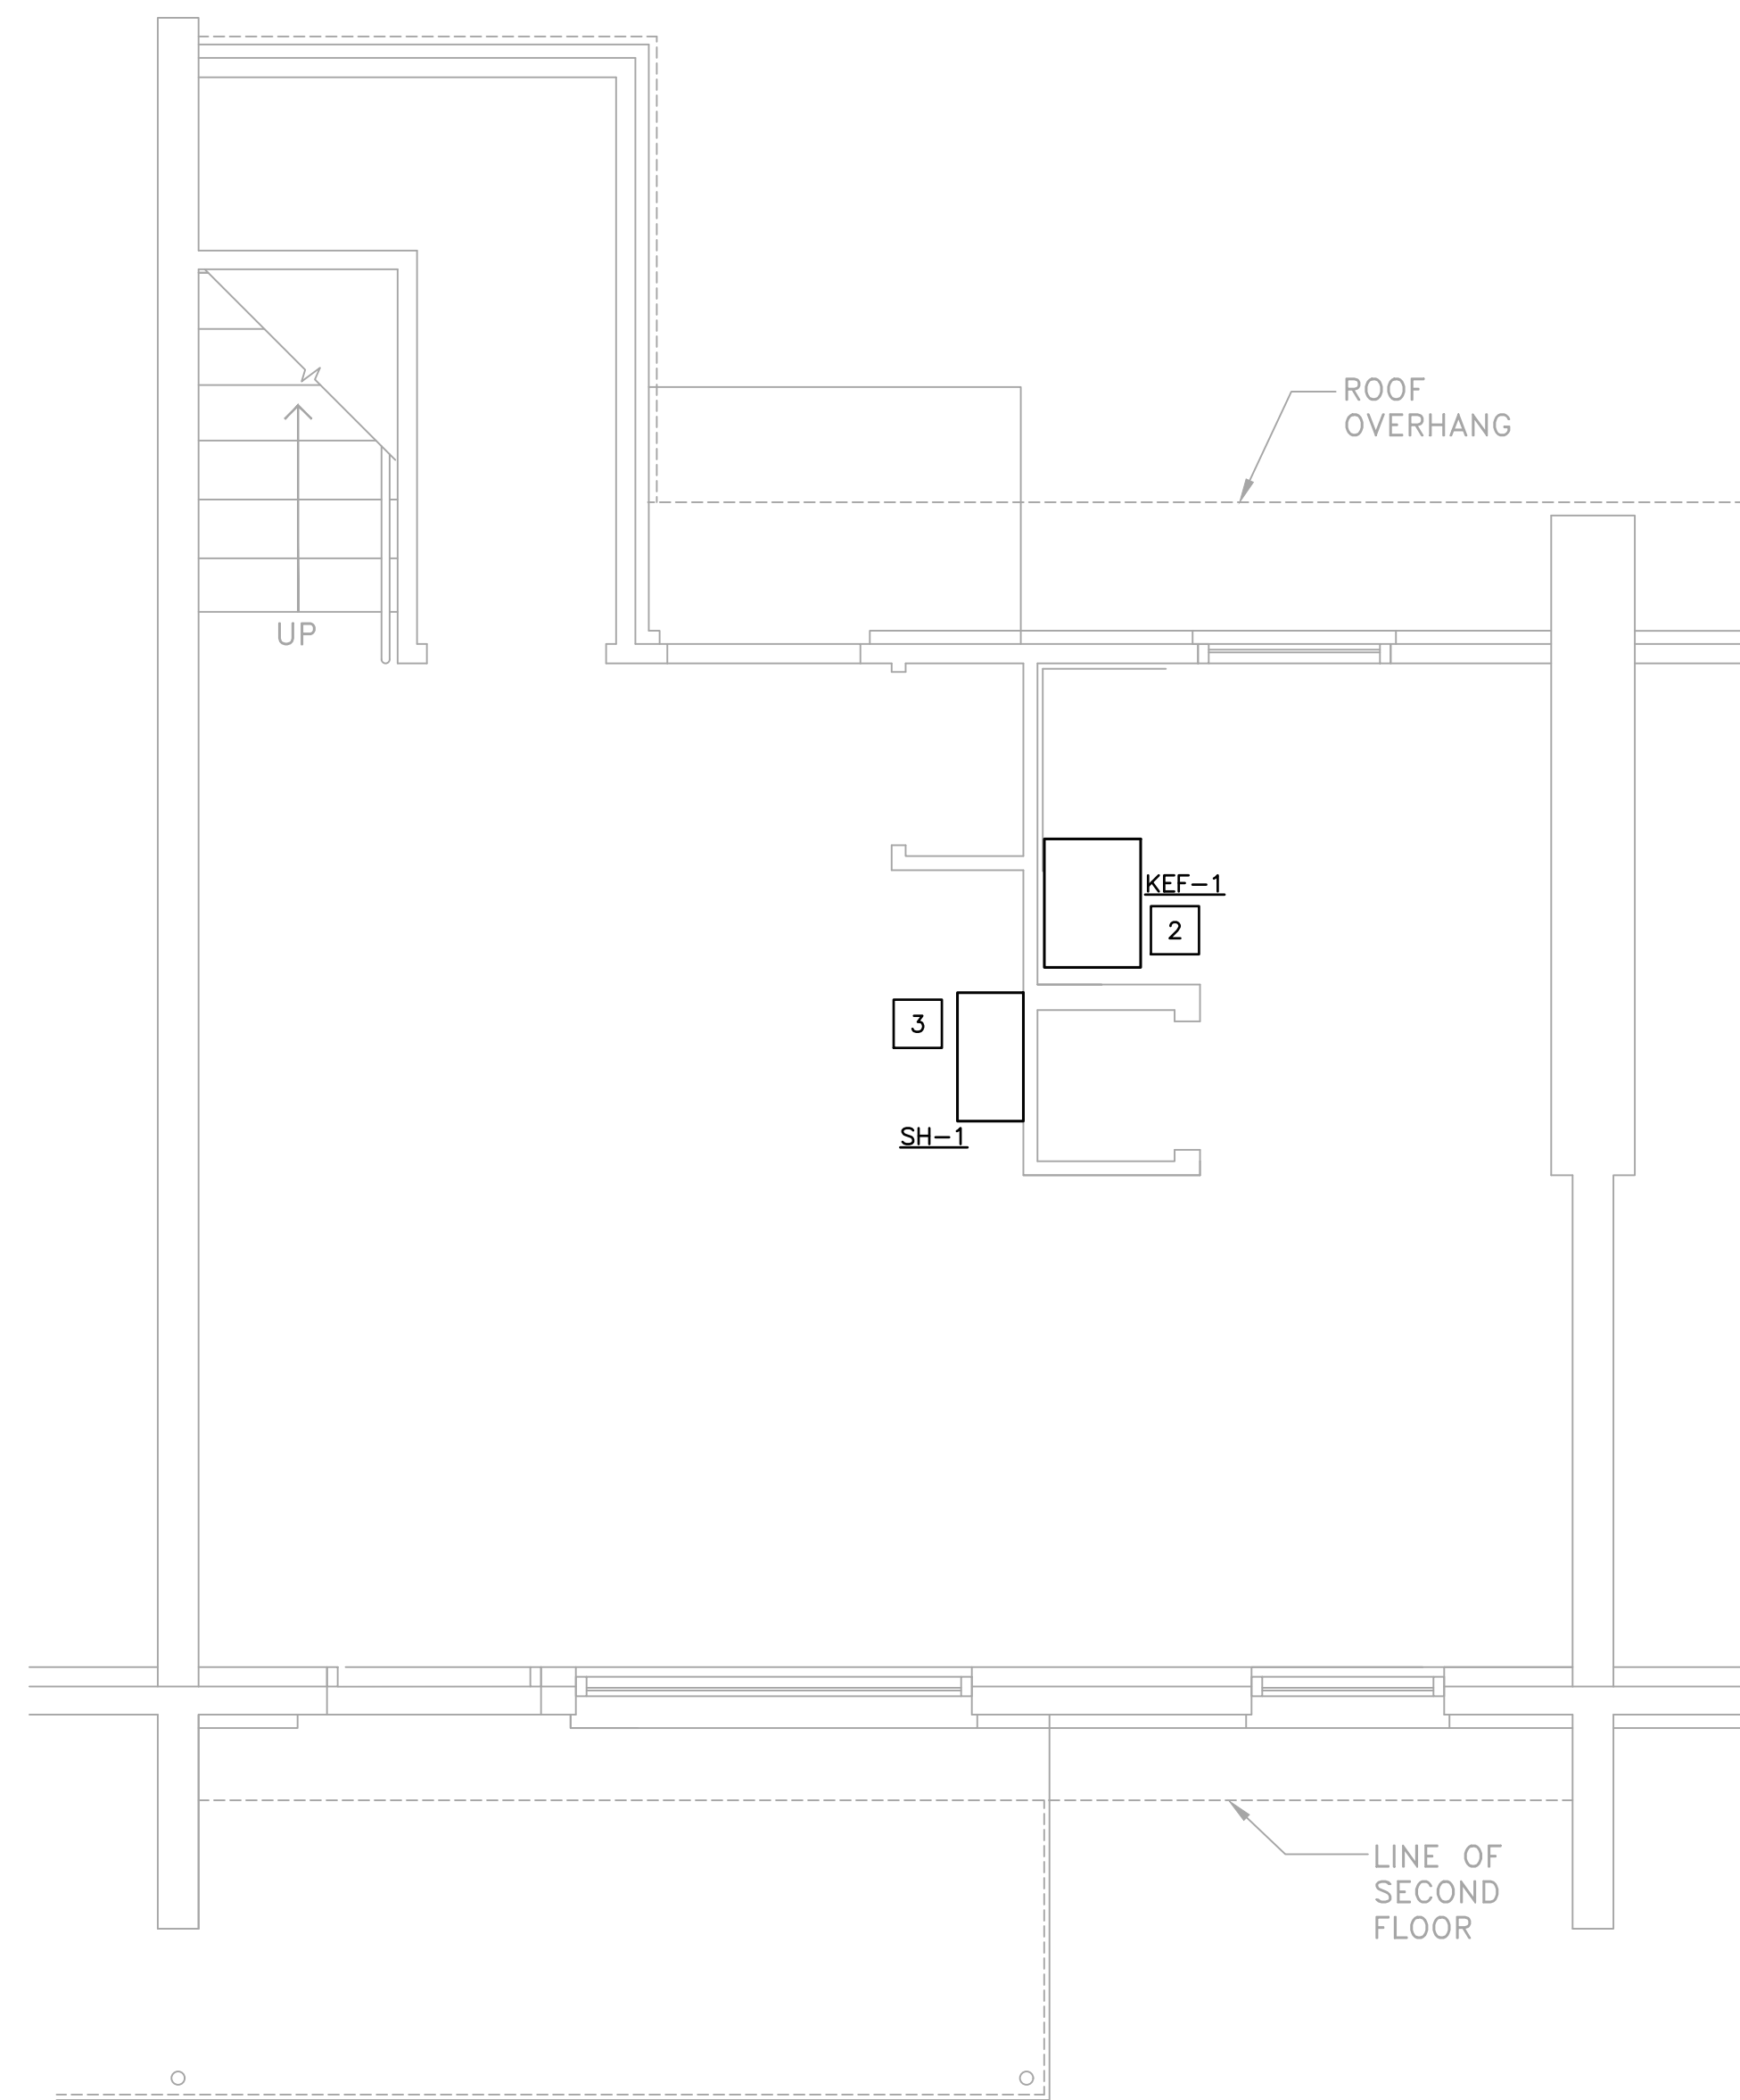 ROOF
OVERHANG
UP
KEF-1
2
3
SH-1
LINE OF
SECOND
FLOOR